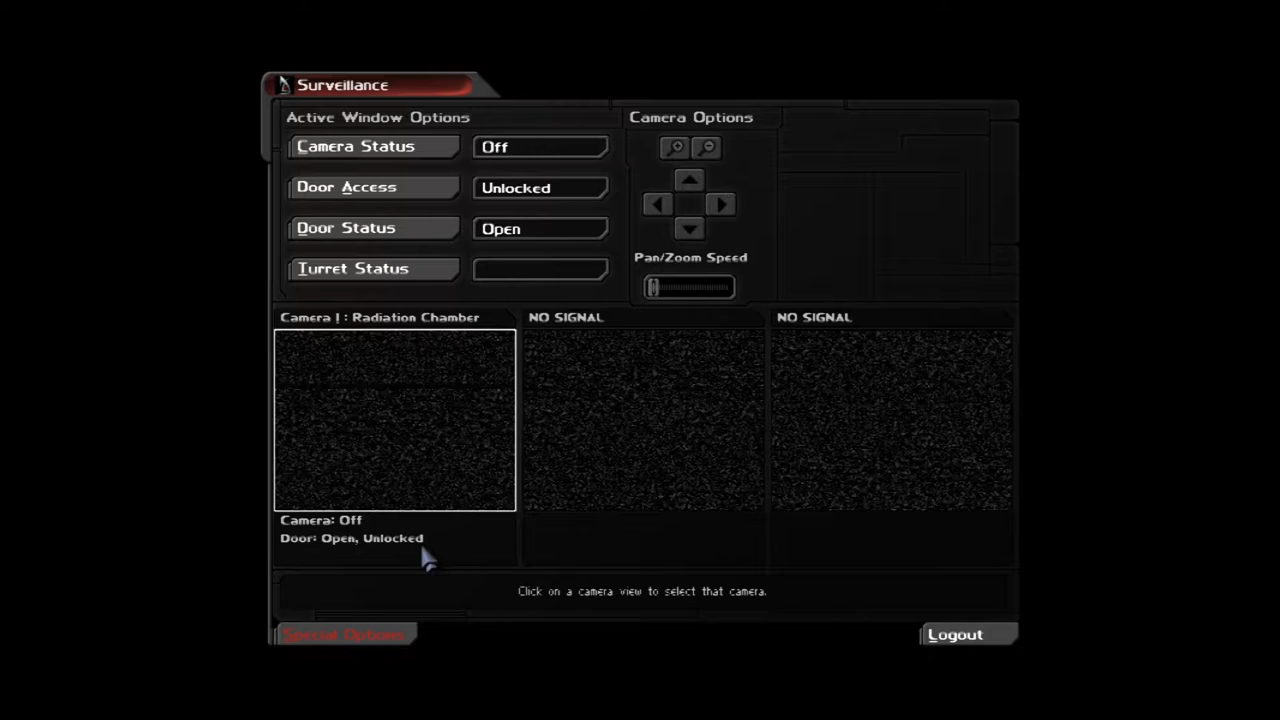 Surveillance
Active Window Options
Camera Status
Off
Door Access
Unlocked
Door Status
Open
Turret Status
Camera Options
Pan/Zoom Speed
Camera 1: Radiation Chamber
NO SIGNAL
NO SIGNAL
Camera: Off
Door: Open, Unlocked
Click on a camera view to select that camera.
Special Options
Logout